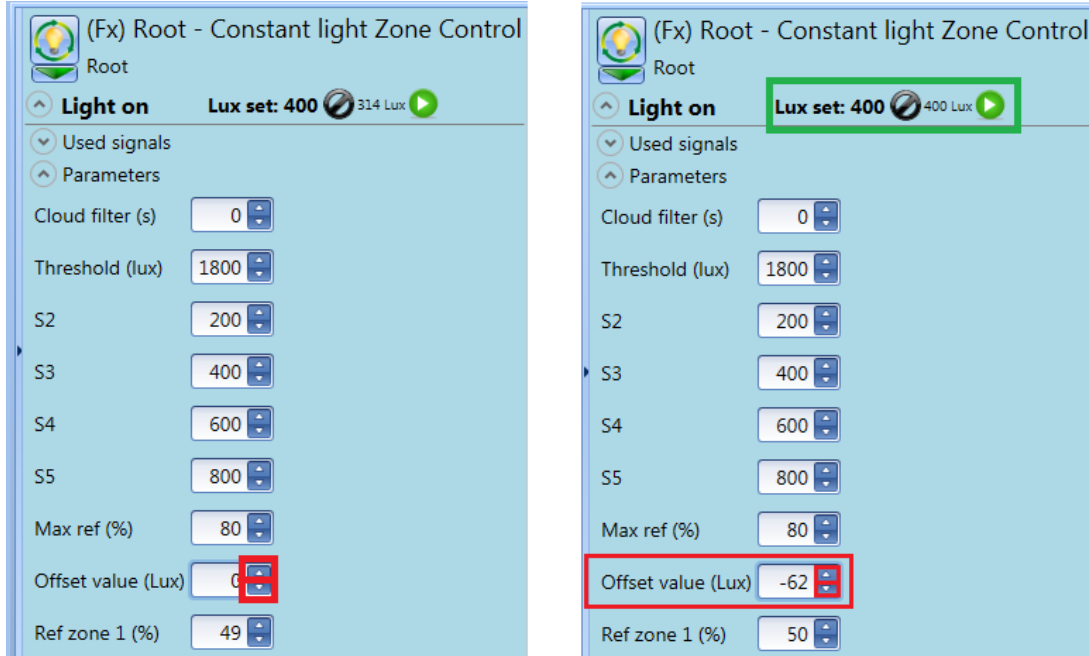 (Fx) Root - Constant light Zone Control
Root
Light on Lux set: 400 314 Lux
Used signals
Parameters
Cloud filter (s) 0
Threshold (lux) 1800
S2 200
S3 400
S4 600
S5 800
Max ref (%) 80
Offset value (Lux) 0
Ref zone 1 (%) 49
(Fx) Root - Constant light Zone Control
Root
Light on Lux set: 400 400 Lux
Used signals
Parameters
Cloud filter (s) 0
Threshold (lux) 1800
S2 200
S3 400
S4 600
S5 800
Max ref (%) 80
Offset value (Lux) -62
Ref zone 1 (%) 50